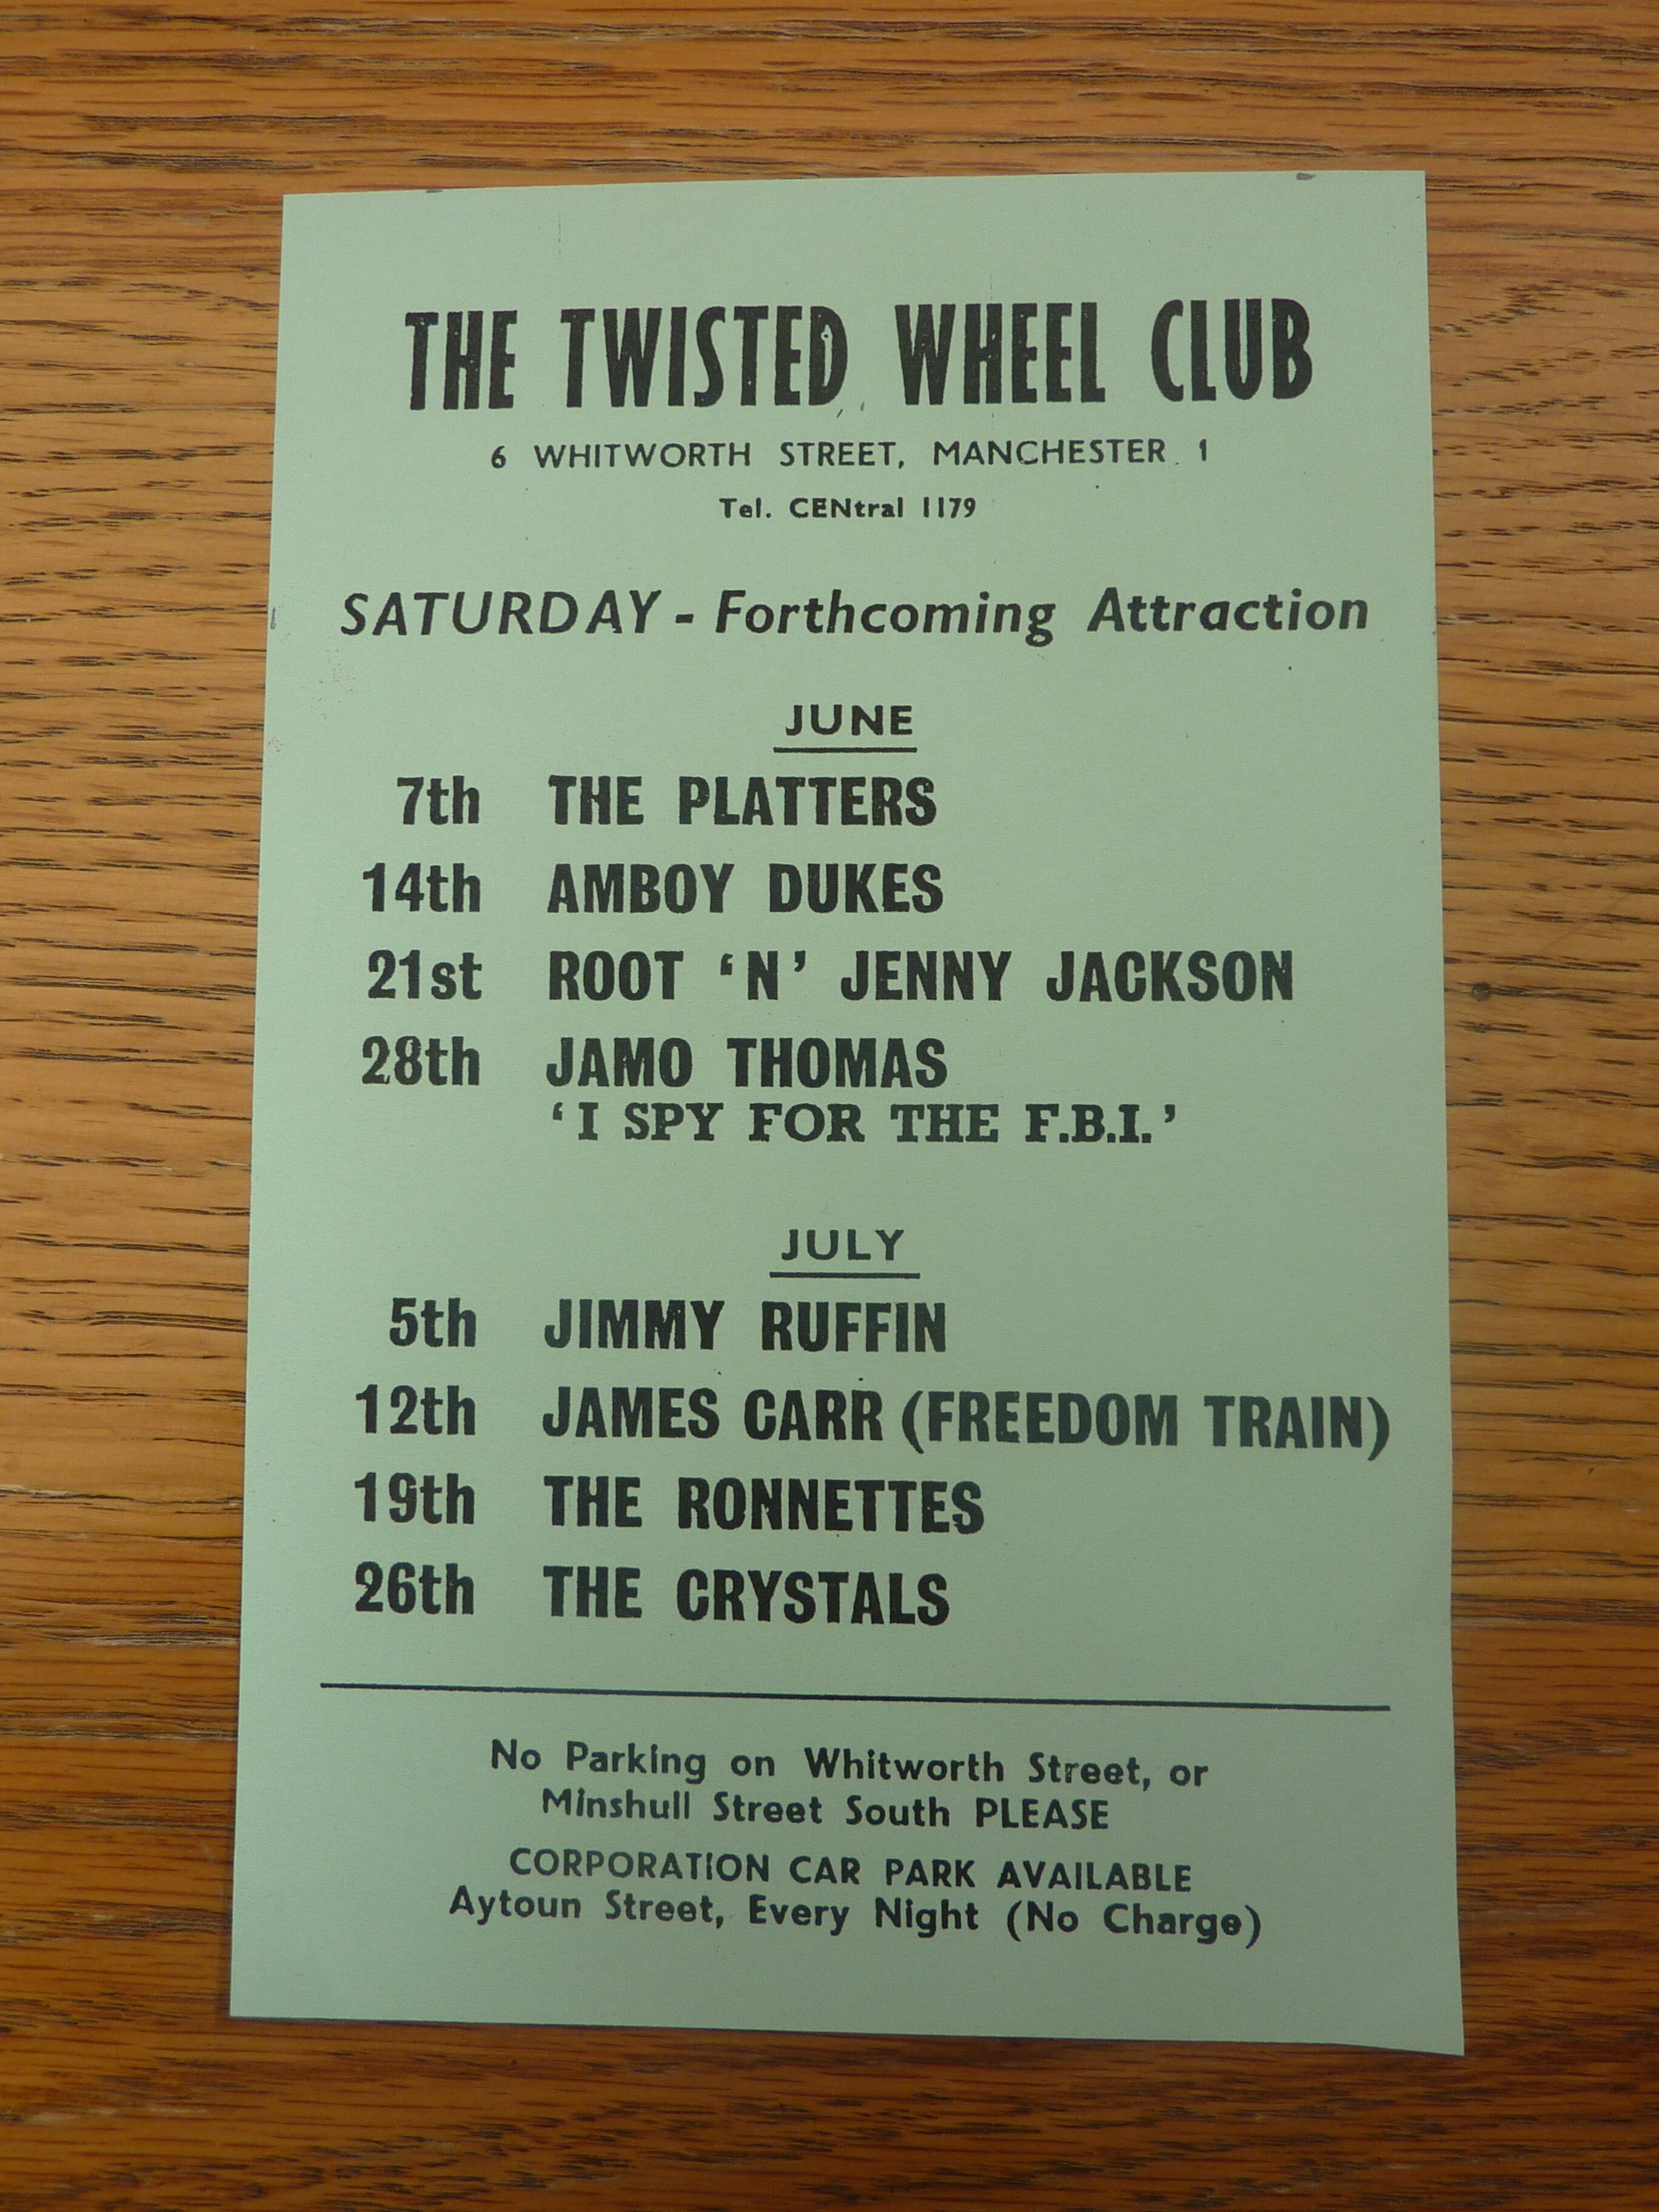 THE TWISTED WHEEL CLUB
6 WHITWORTH STREET, MANCHESTER 1
Tel. CENtral 1179
SATURDAY - Forthcoming Attraction
JUNE
7th THE PLATTERS
14th AMBOY DUKES
21st ROOT ‘N’ JENNY JACKSON
28th JAMO THOMAS
‘I SPY FOR THE F.B.I.’
JULY
5th JIMMY RUFFIN
12th JAMES CARR (FREEDOM TRAIN)
19th THE RONNETTES
26th THE CRYSTALS
No Parking on Whitworth Street, or
Minshull Street South PLEASE
CORPORATION CAR PARK AVAILABLE
Aytoun Street, Every Night (No Charge)